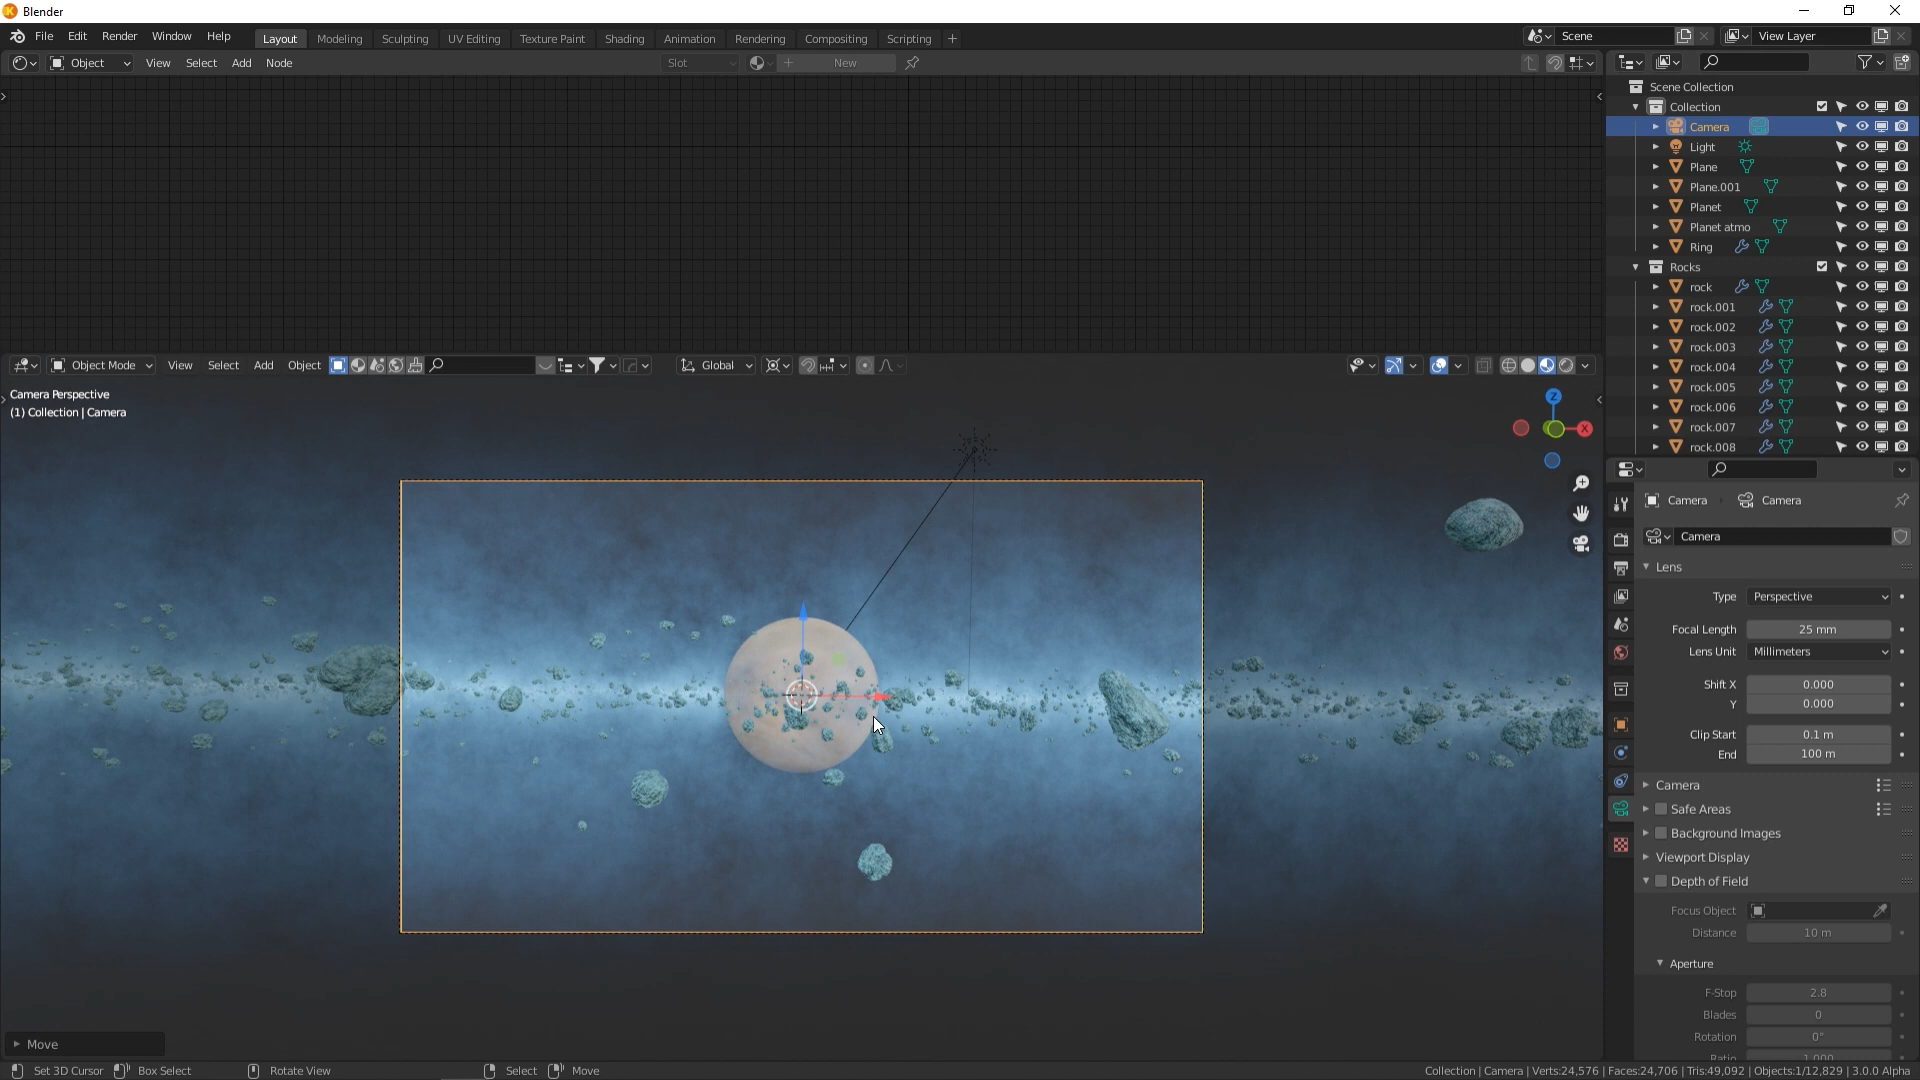 Blender
File Edit Render Window Help
Layout Modeling Sculpting UV Editing Texture Paint Shading Animation Rendering Compositing Scripting +
Scene
View Layer
Object View Select Add Node
Slot
New
Object Mode View Select Add Object
Global
Camera Perspective
(1) Collection | Camera
Z
X
Move
Scene Collection
Collection
Camera
Light
Plane
Plane.001
Planet
Planet atmo
Ring
Rocks
rock
rock.001
rock.002
rock.003
rock.004
rock.005
rock.006
rock.007
rock.008
Camera Camera
Camera
Lens
Type Perspective
Focal Length 25 mm
Lens Unit Millimeters
Shift X 0.000
Y 0.000
Clip Start 0.1 m
End 100 m
Camera
Safe Areas
Background Images
Viewport Display
Depth of Field
Focus Object
Distance 10 m
Aperture
F-Stop 2.8
Blades 0
Rotation 0°
Ratio 1.000
Set 3D Cursor Box Select Rotate View Select Move
Collection | Camera | Verts:24,576 | Faces:24,706 | Tris:49,092 | Objects:1/12,829 | 3.0.0 Alpha